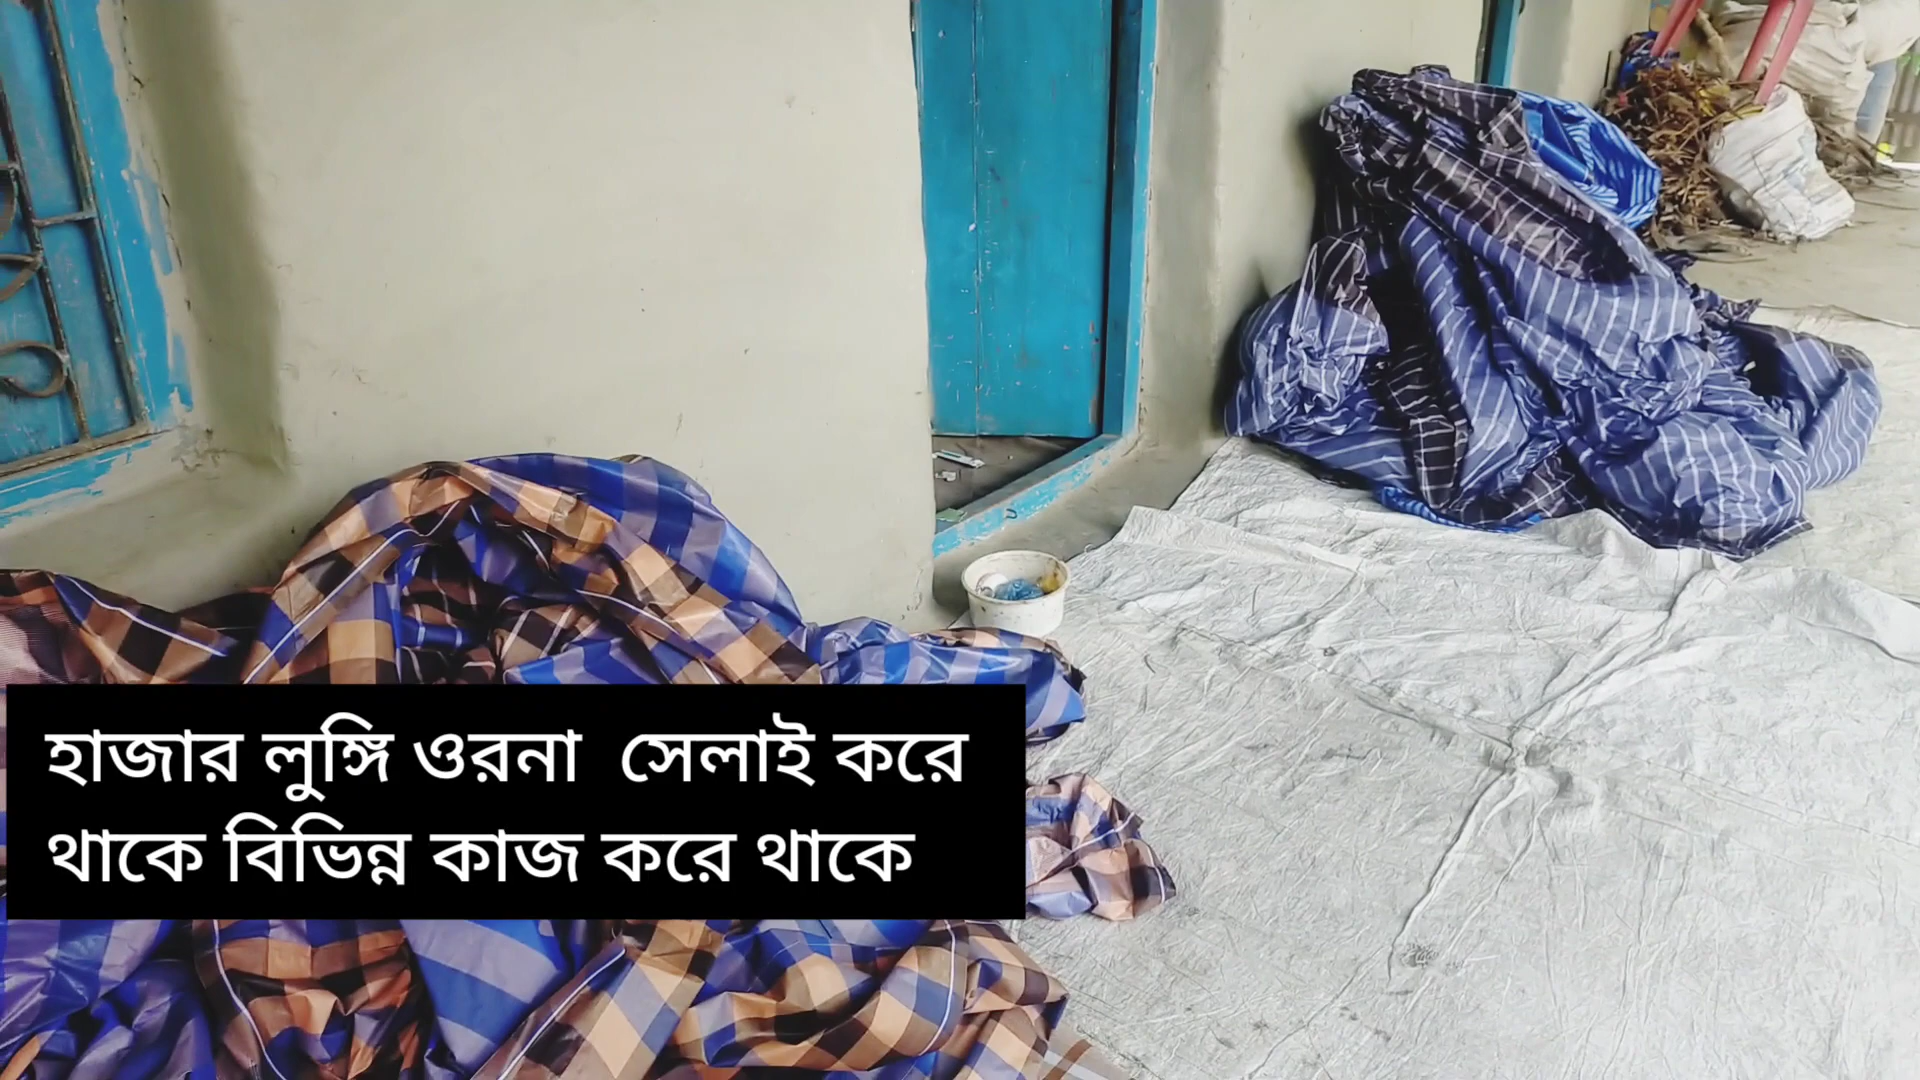 হাজার লুঙ্গি ওরনা  সেলাই করে
থাকে বিভিন্ন কাজ করে থাকে